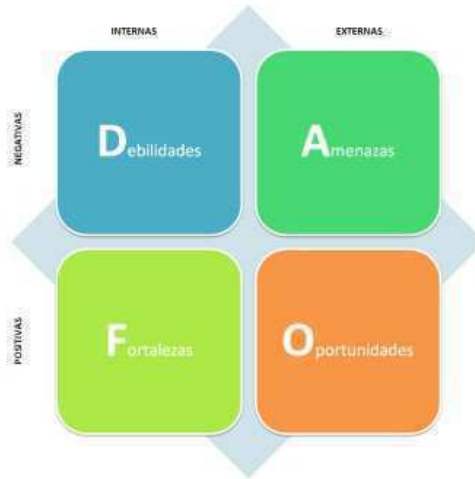 INTERNAS
EXTERNAS
NEGATIVAS
Debilidades
Amenazas
POSITIVAS
Fortalezas
Oportunidades